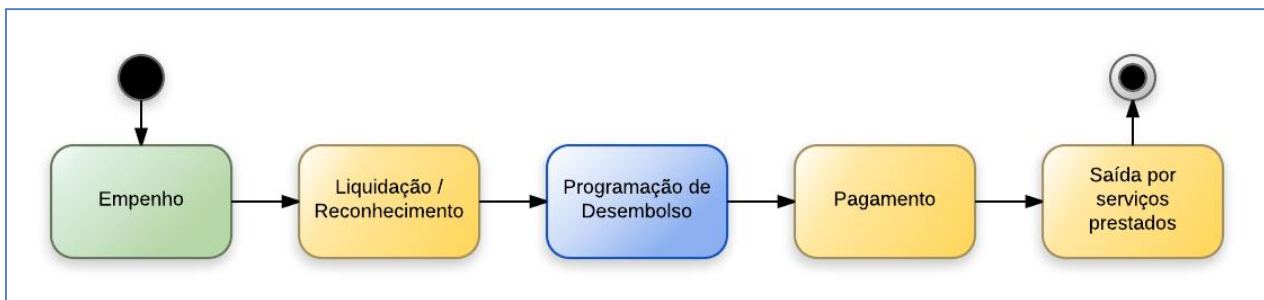 Empenho
Liquidação /
Reconhecimento
Programação de
Desembolso
Pagamento
Saída por
serviços
prestados